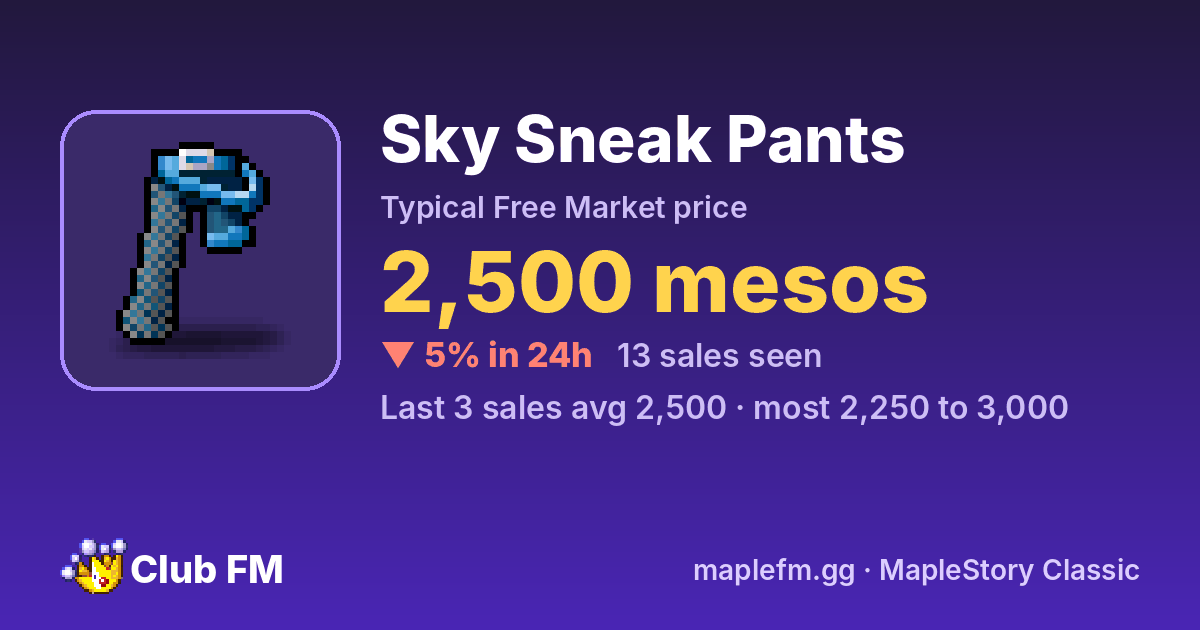 Sky Sneak Pants
Typical Free Market price
2,500 mesos
▼ 5% in 24h 13 sales seen
Last 3 sales avg 2,500 · most 2,250 to 3,000
Club FM
maplefm.gg · MapleStory Classic